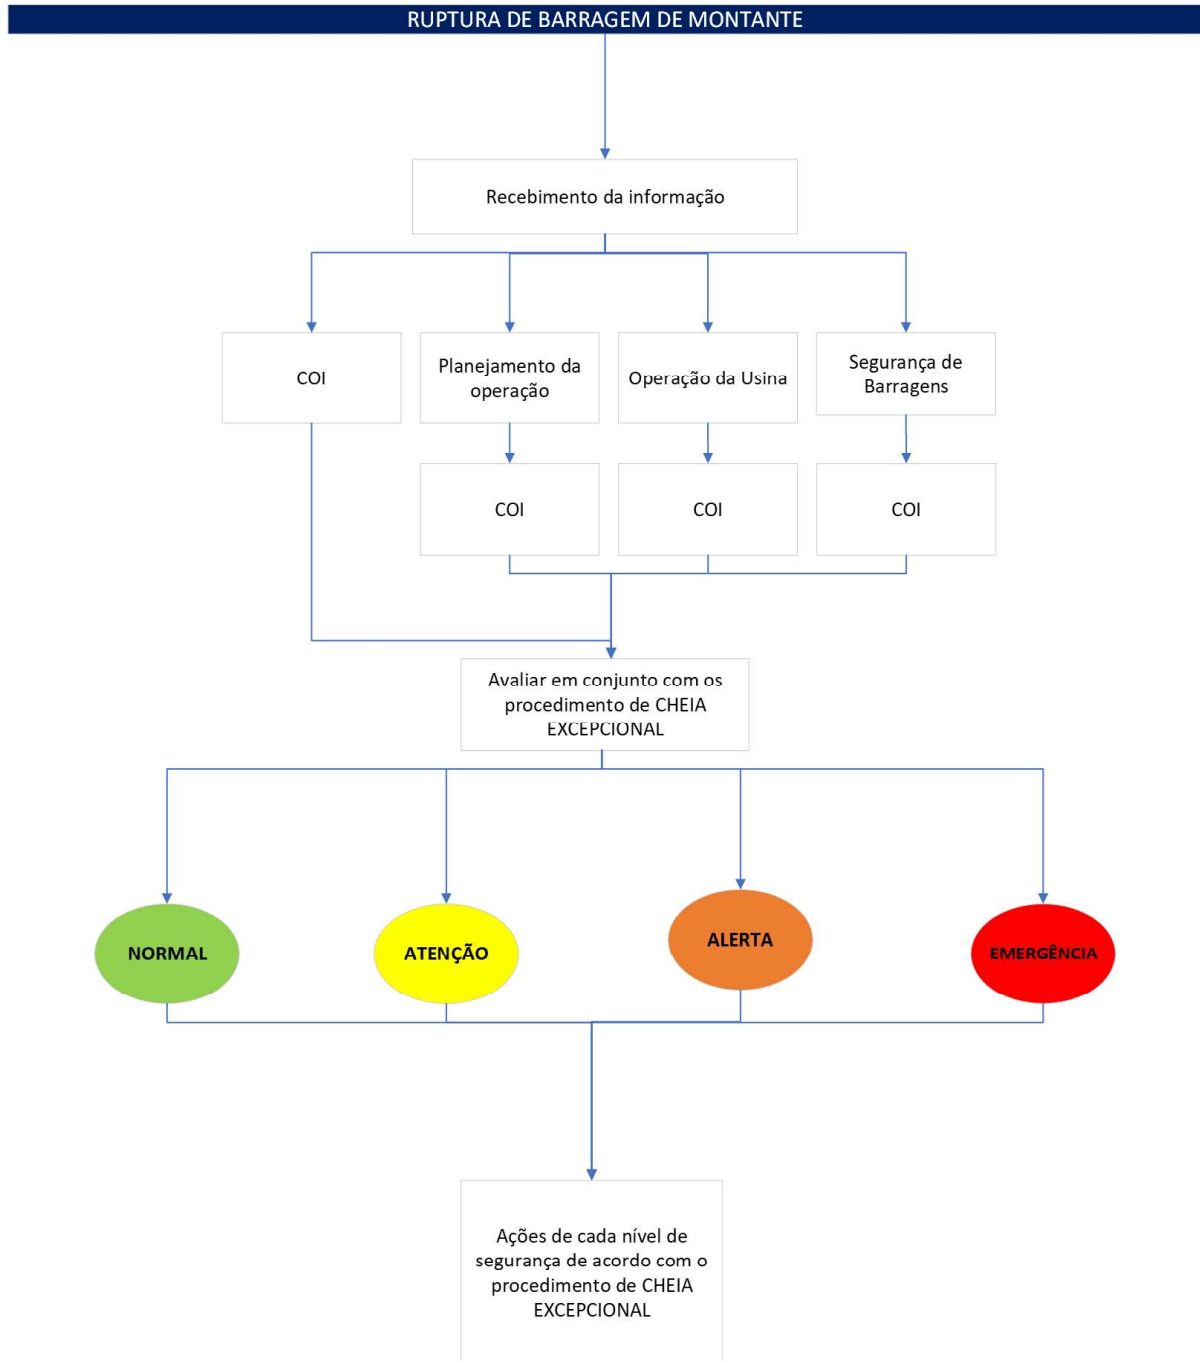 RUPTURA DE BARRAGEM DE MONTANTE
Recebimento da informação
COI
Planejamento da
operação
Operação da Usina
Segurança de
Barragens
COI
COI
COI
Avaliar em conjunto com os
procedimento de CHEIA
EXCEPCIONAL
NORMAL
ATENÇÃO
ALERTA
EMERGÊNCIA
Ações de cada nível de
segurança de acordo com o
procedimento de CHEIA
EXCEPCIONAL